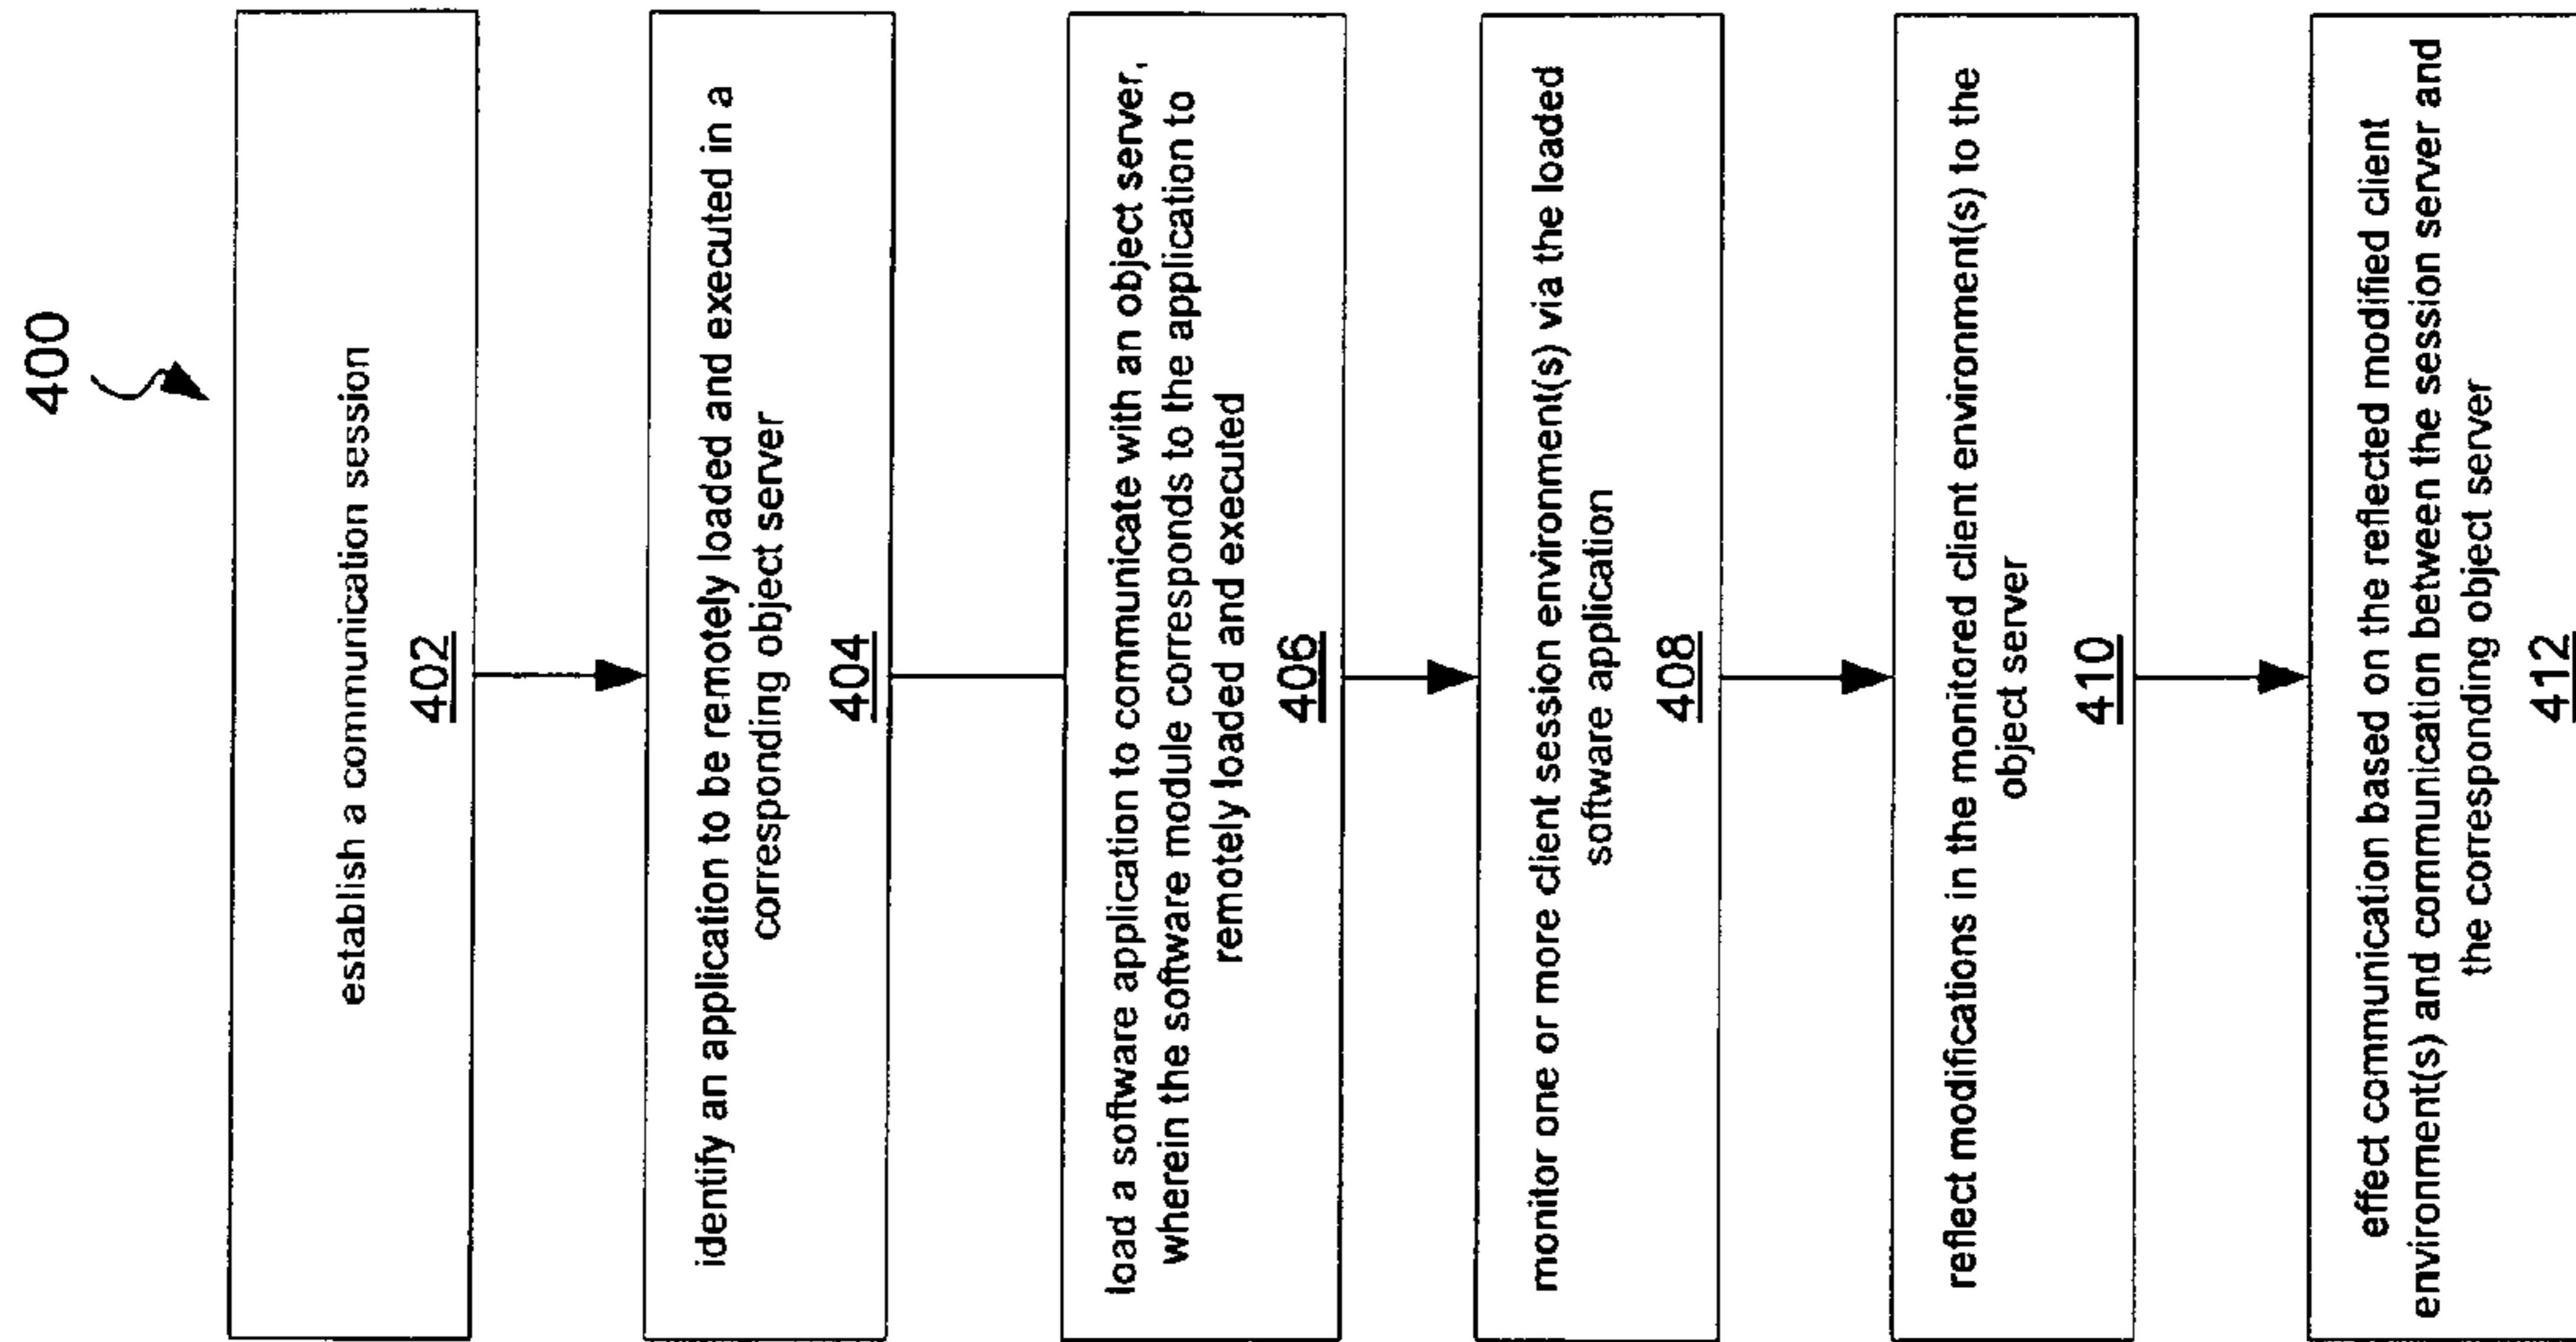 400
establish a communication session
402
identify an application to be remotely loaded and executed in a
corresponding object server
404
load a software application to communicate with an object server,
wherein the software module corresponds to the application to
remotely loaded and executed
406
monitor one or more client session environment(s) via the loaded
software application
408
reflect modifications in the monitored client environment(s) to the
object server
410
effect communication based on the reflected modified client
environment(s) and communication between the session server and
the corresponding object server
412